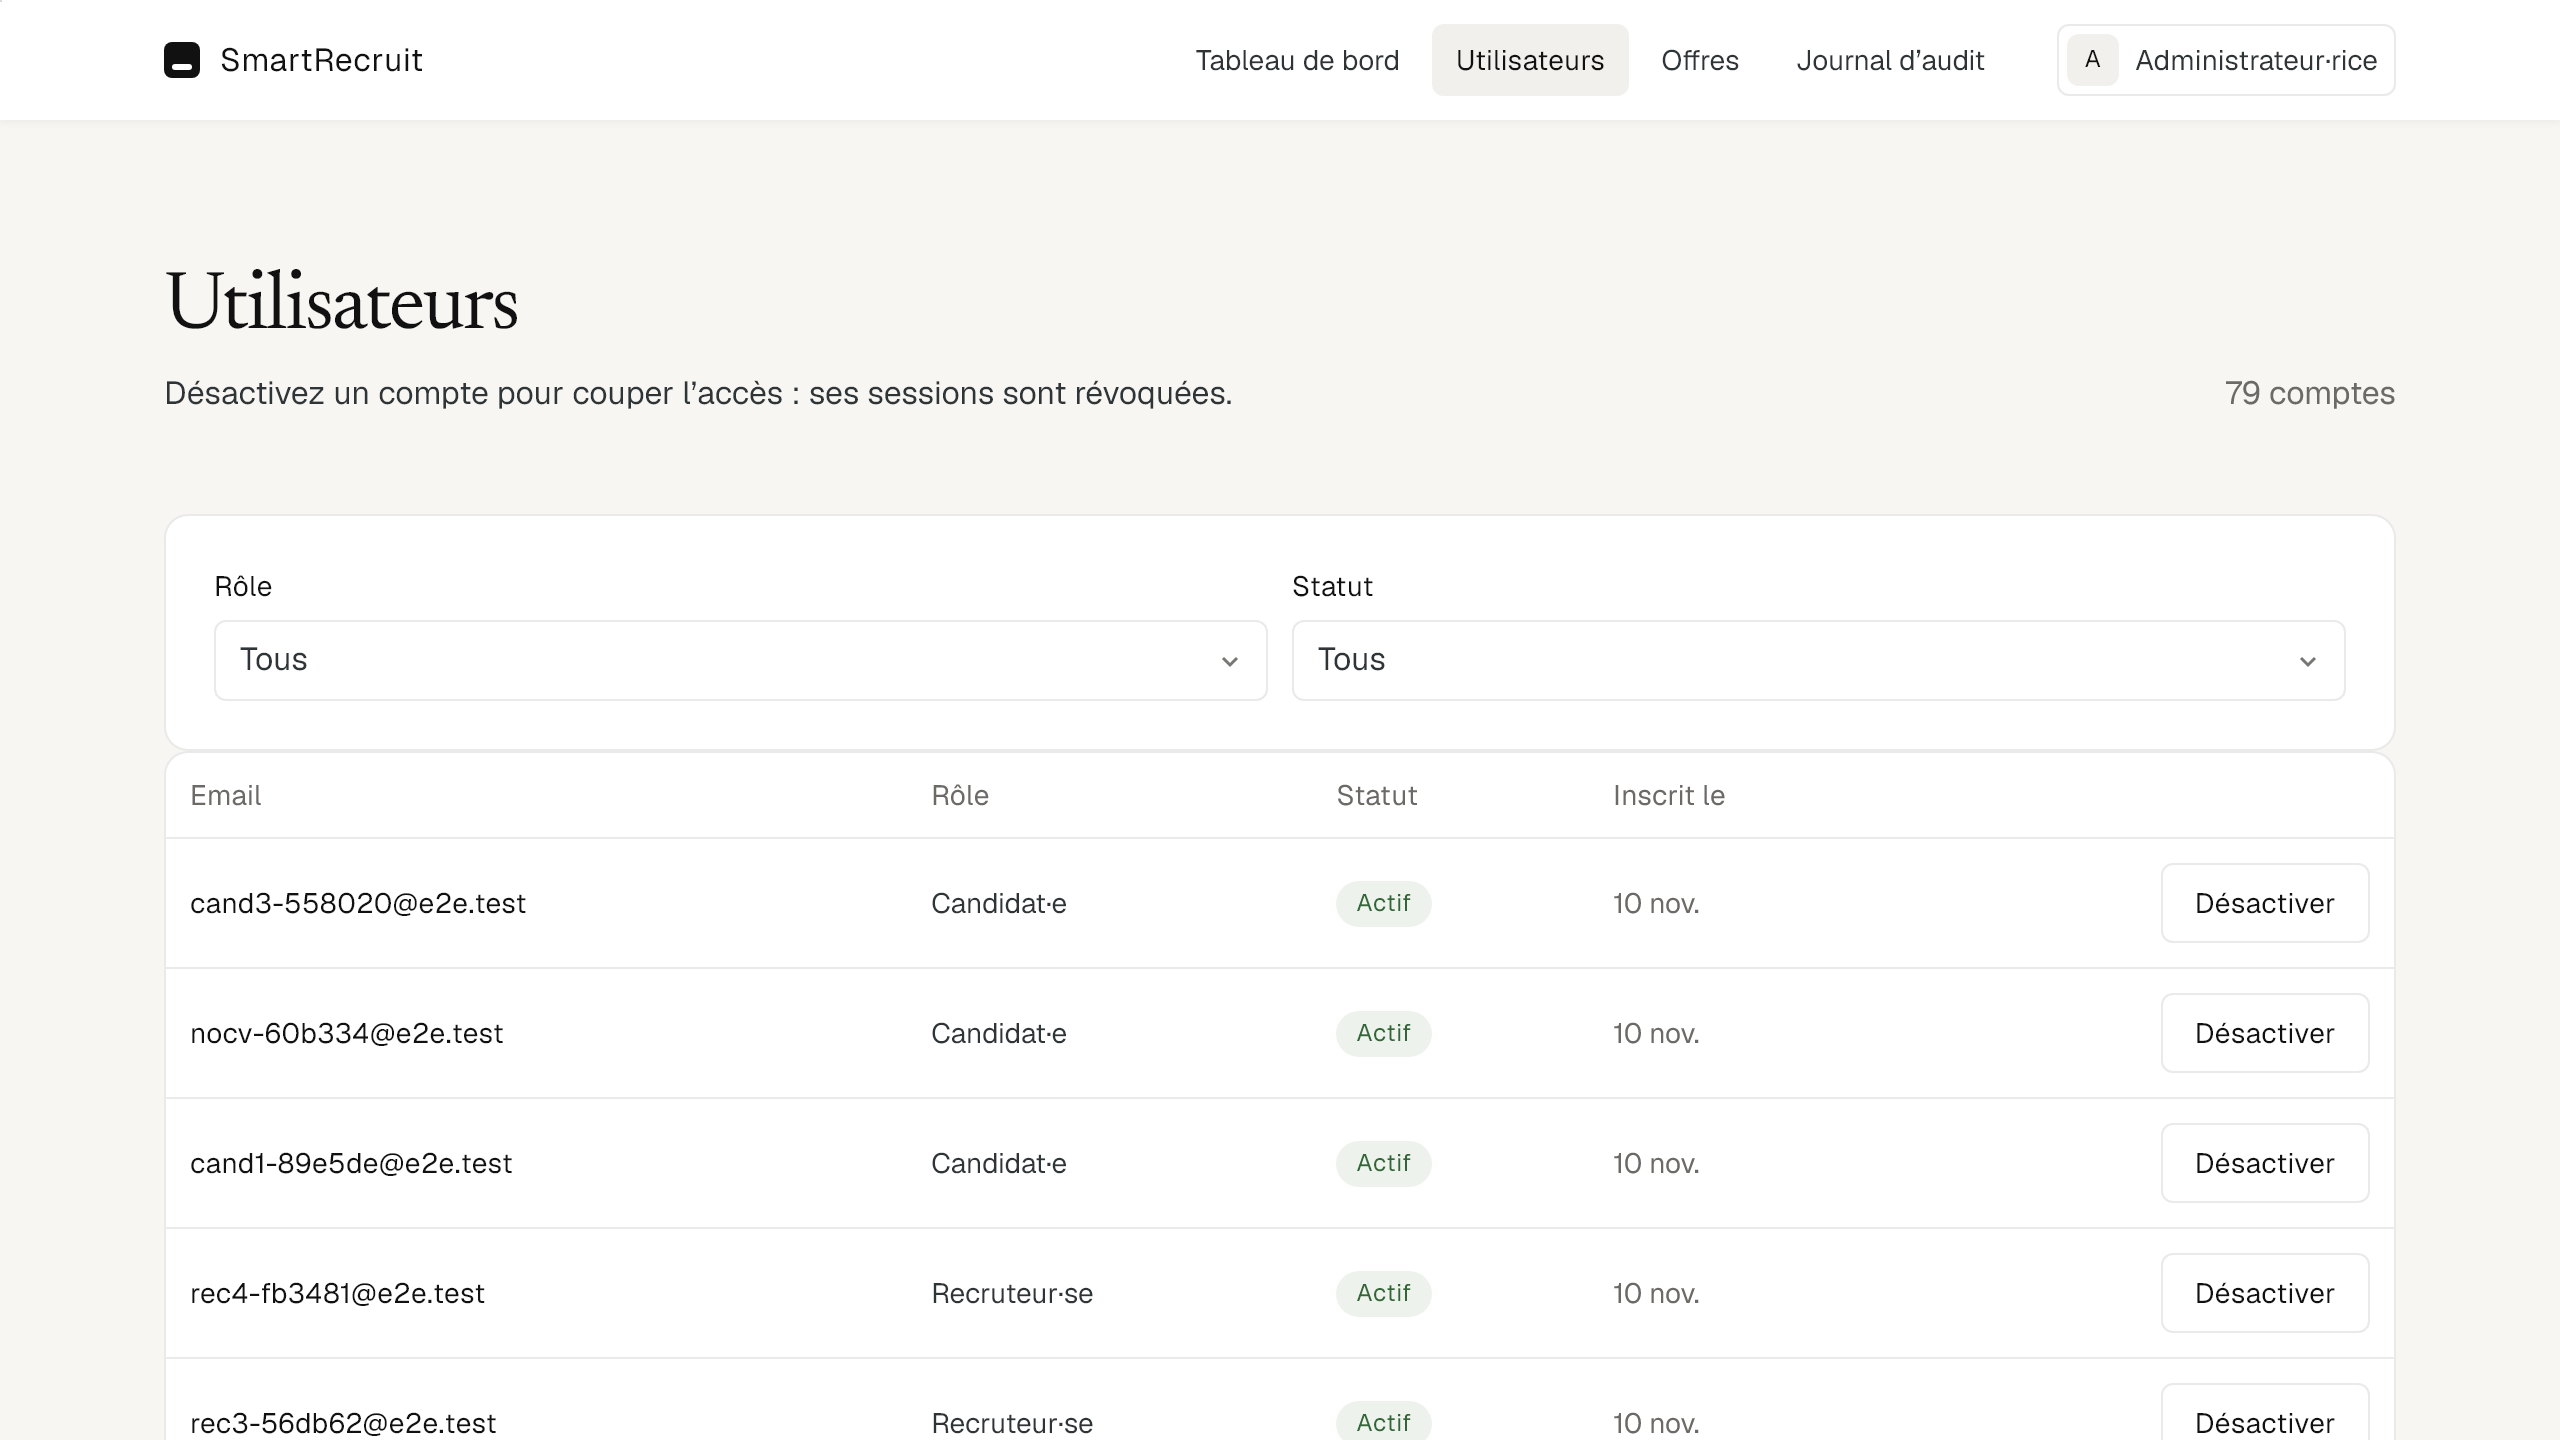 SmartRecruit
Tableau de bord
Utilisateurs
Offres
Journal d’audit
A
Administrateur·rice
Utilisateurs
Désactivez un compte pour couper l’accès : ses sessions sont révoquées.
79 comptes
Rôle
Statut
Tous
Tous
Email Rôle Statut Inscrit le
cand3-558020@e2e.test Candidat·e Actif 10 nov. Désactiver
nocv-60b334@e2e.test Candidat·e Actif 10 nov. Désactiver
cand1-89e5de@e2e.test Candidat·e Actif 10 nov. Désactiver
rec4-fb3481@e2e.test Recruteur·se Actif 10 nov. Désactiver
rec3-56db62@e2e.test Recruteur·se Actif 10 nov. Désactiver